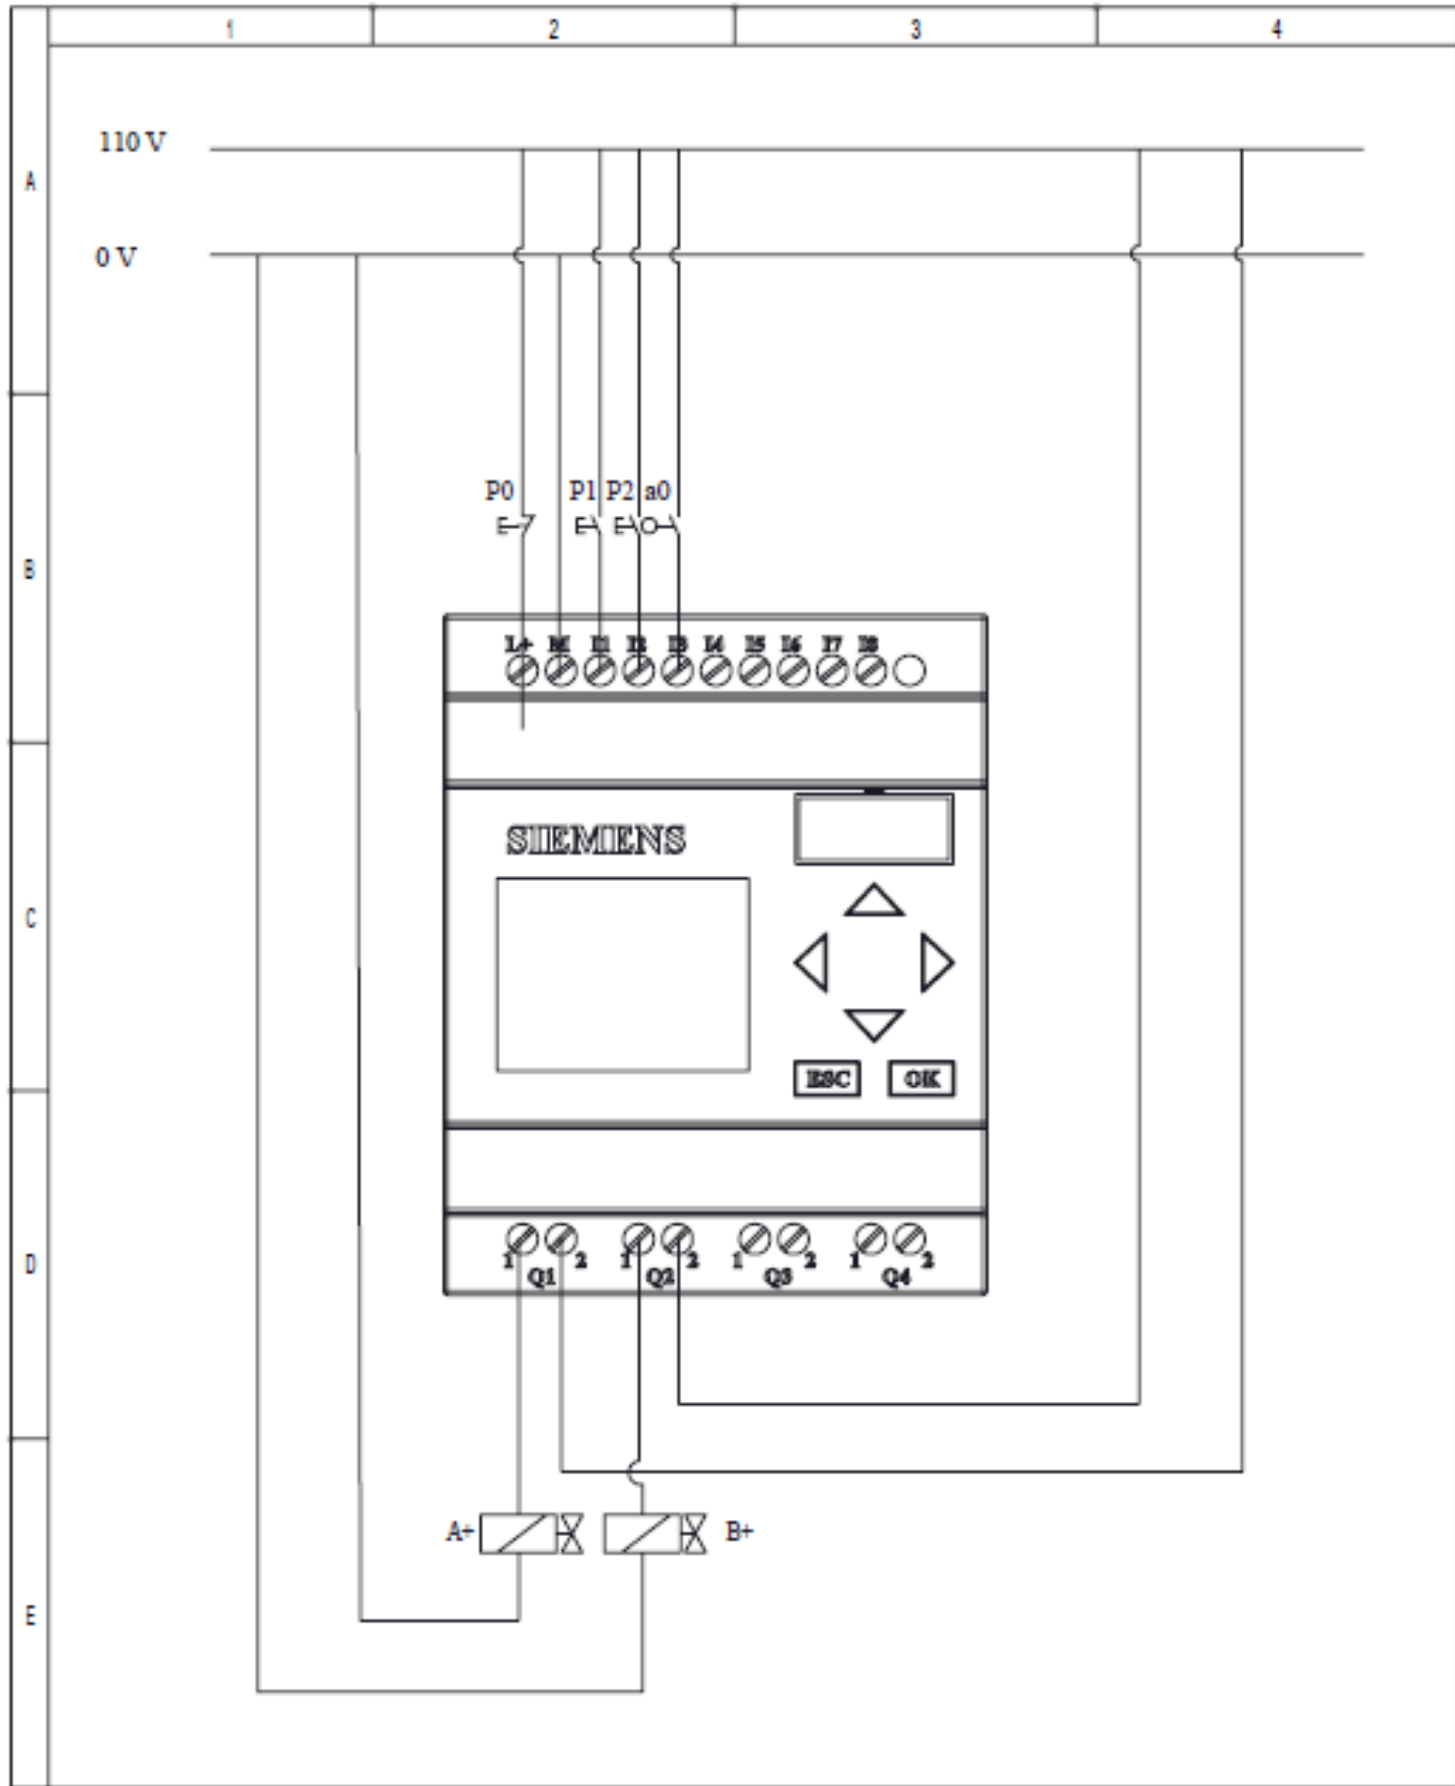 1 2 3 4
110 V
A
0 V
P0 P1 P2 a0
B
L+ M I1 I2 I3 I4 I5 I6 I7 I8
SIEMENS
C
ESC OK
1 2 1 2 1 2 1 2
D
Q1 Q2 Q3 Q4
A+ B+
E